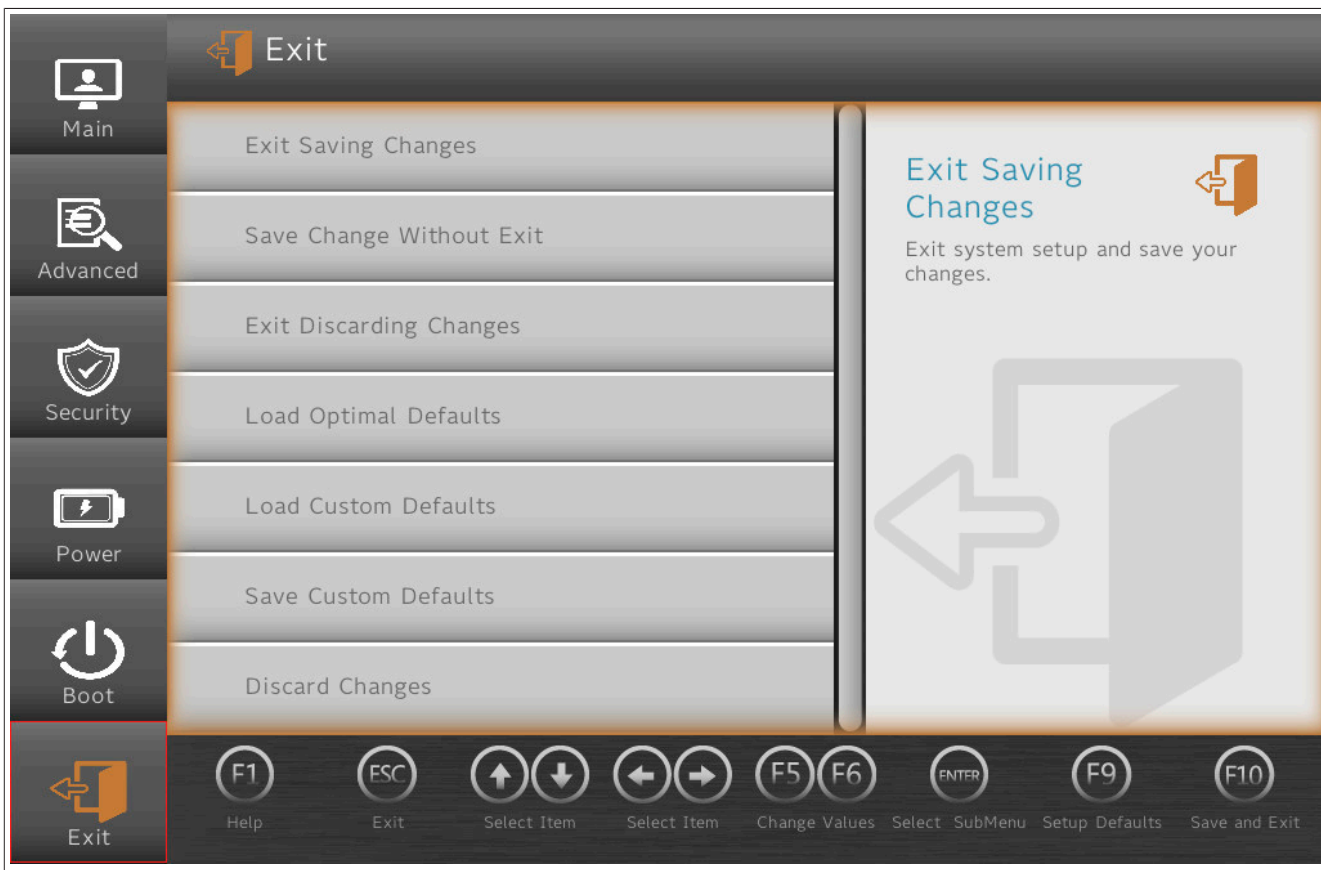 Main
Advanced
Security
Power
Boot
Exit
Exit
Exit Saving Changes
Save Change Without Exit
Exit Discarding Changes
Load Optimal Defaults
Load Custom Defaults
Save Custom Defaults
Discard Changes
Exit Saving
Changes
Exit system setup and save your
changes.
F1 ESC F5 F6 ENTER F9 F10
Help Exit Select Item Select Item Change Values Select SubMenu Setup Defaults Save and Exit